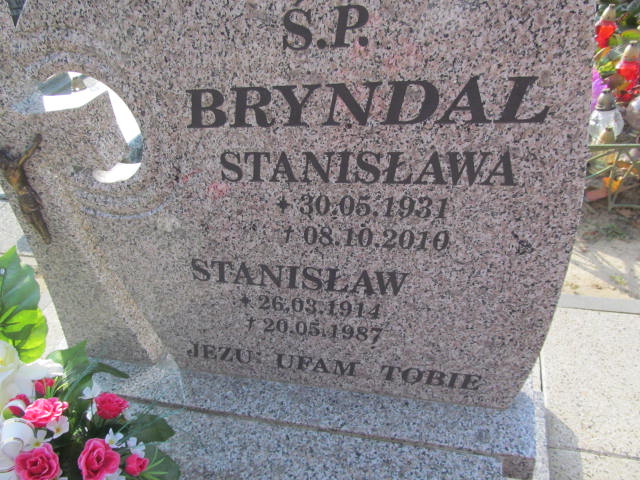 Ś.P.
BRYNDAL
STANISŁAWA
* 30.05.1931
† 08.10.2010
STANISŁAW
* 26.03.1914
† 20.05.1987
JEZU UFAM TOBIE